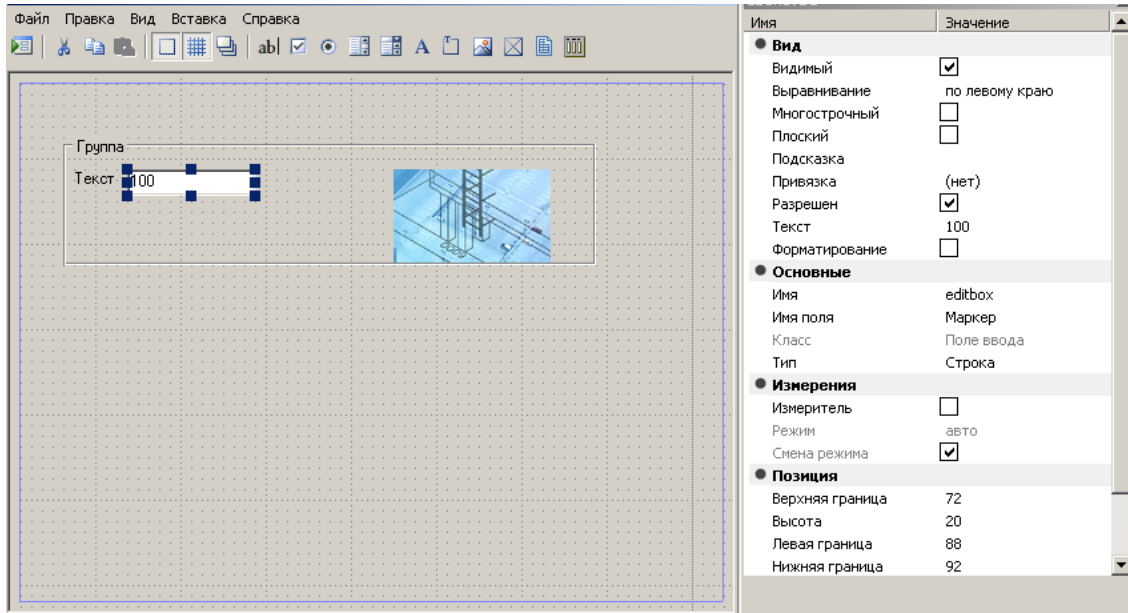 Файл Правка Вид Вставка Справка
ab| A
Группа
Текст 100
Имя Значение
Вид
Видимый
Выравнивание по левому краю
Многострочный
Плоский
Подсказка
Привязка (нет)
Разрешен
Текст 100
Форматирование
Основные
Имя editbox
Имя поля Маркер
Класс Поле ввода
Тип Строка
Измерения
Измеритель
Режим авто
Смена режима
Позиция
Верхняя граница 72
Высота 20
Левая граница 88
Нижняя граница 92